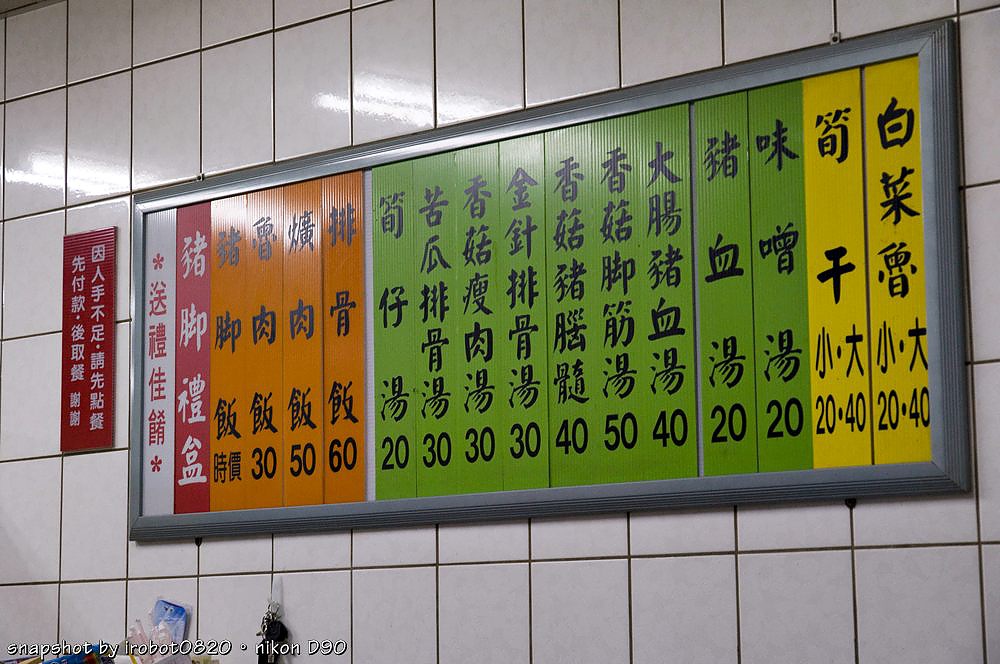 白菜魯 小·大 20·40
筍干 小·大 20·40
味噌湯 20
豬血湯 20
大腸豬血湯 40
香菇脚筋湯 50
香菇豬腦髓 40
金針排骨湯 30
香菇瘦肉湯 30
苦瓜排骨湯 30
筍仔湯 20
排骨飯 60
爌肉飯 50
魯肉飯 30
豬脚飯 時價
豬脚禮盒
*送禮佳餚*
因人手不足·請先點餐
先付款·後取餐 謝謝
snapshot by irobot0820 • nikon D90